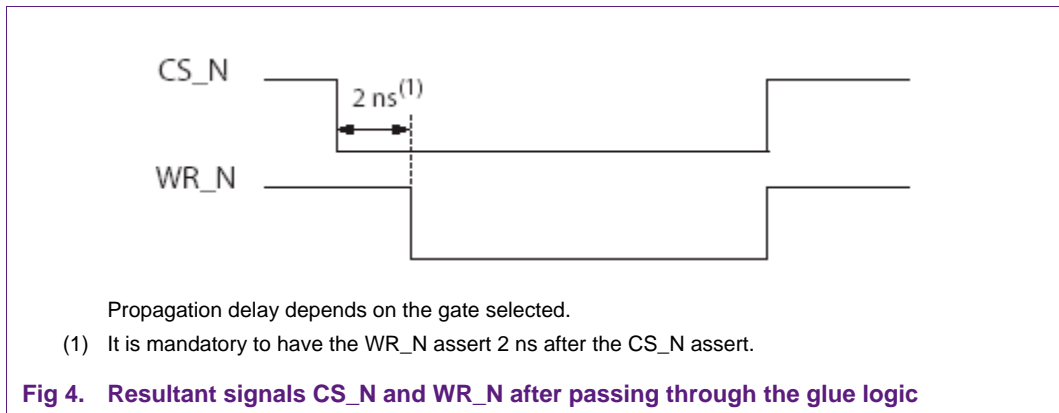 CS_N
2 ns(1)
WR_N
Propagation delay depends on the gate selected.
(1) It is mandatory to have the WR_N assert 2 ns after the CS_N assert.
Fig 4. Resultant signals CS_N and WR_N after passing through the glue logic